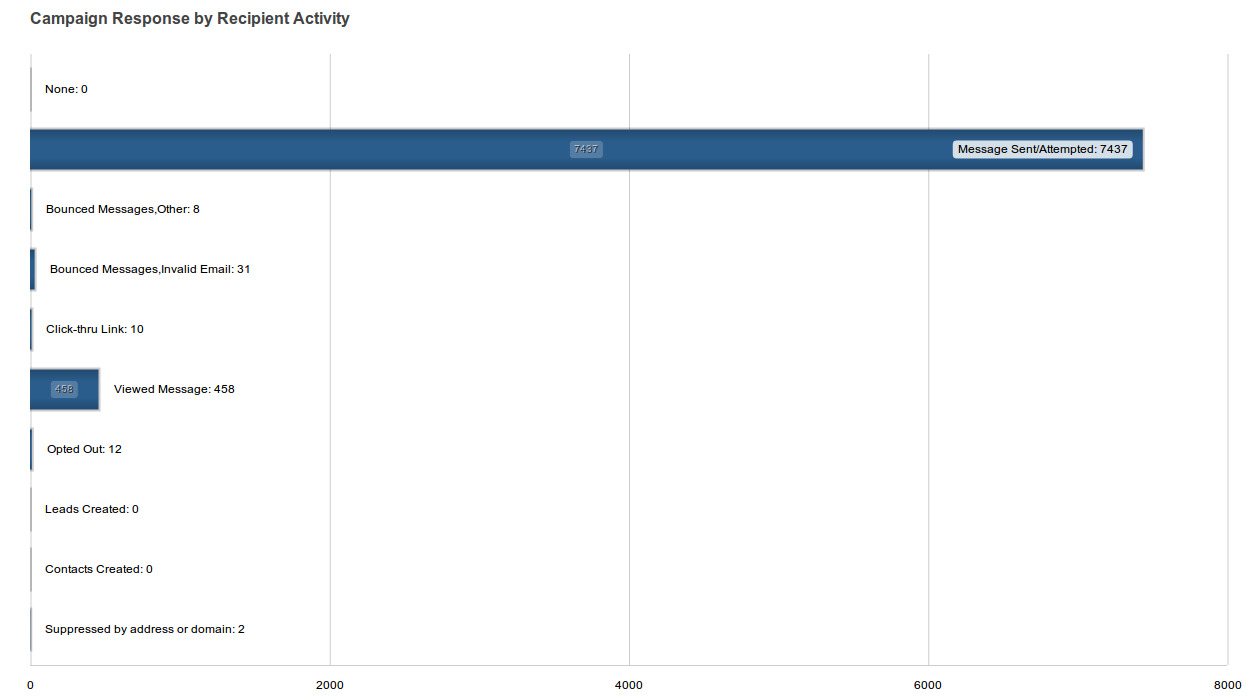 Campaign Response by Recipient Activity
None: 0
7437 Message Sent/Attempted: 7437
Bounced Messages,Other: 8
Bounced Messages,Invalid Email: 31
Click-thru Link: 10
458 Viewed Message: 458
Opted Out: 12
Leads Created: 0
Contacts Created: 0
Suppressed by address or domain: 2
0 2000 4000 6000 8000